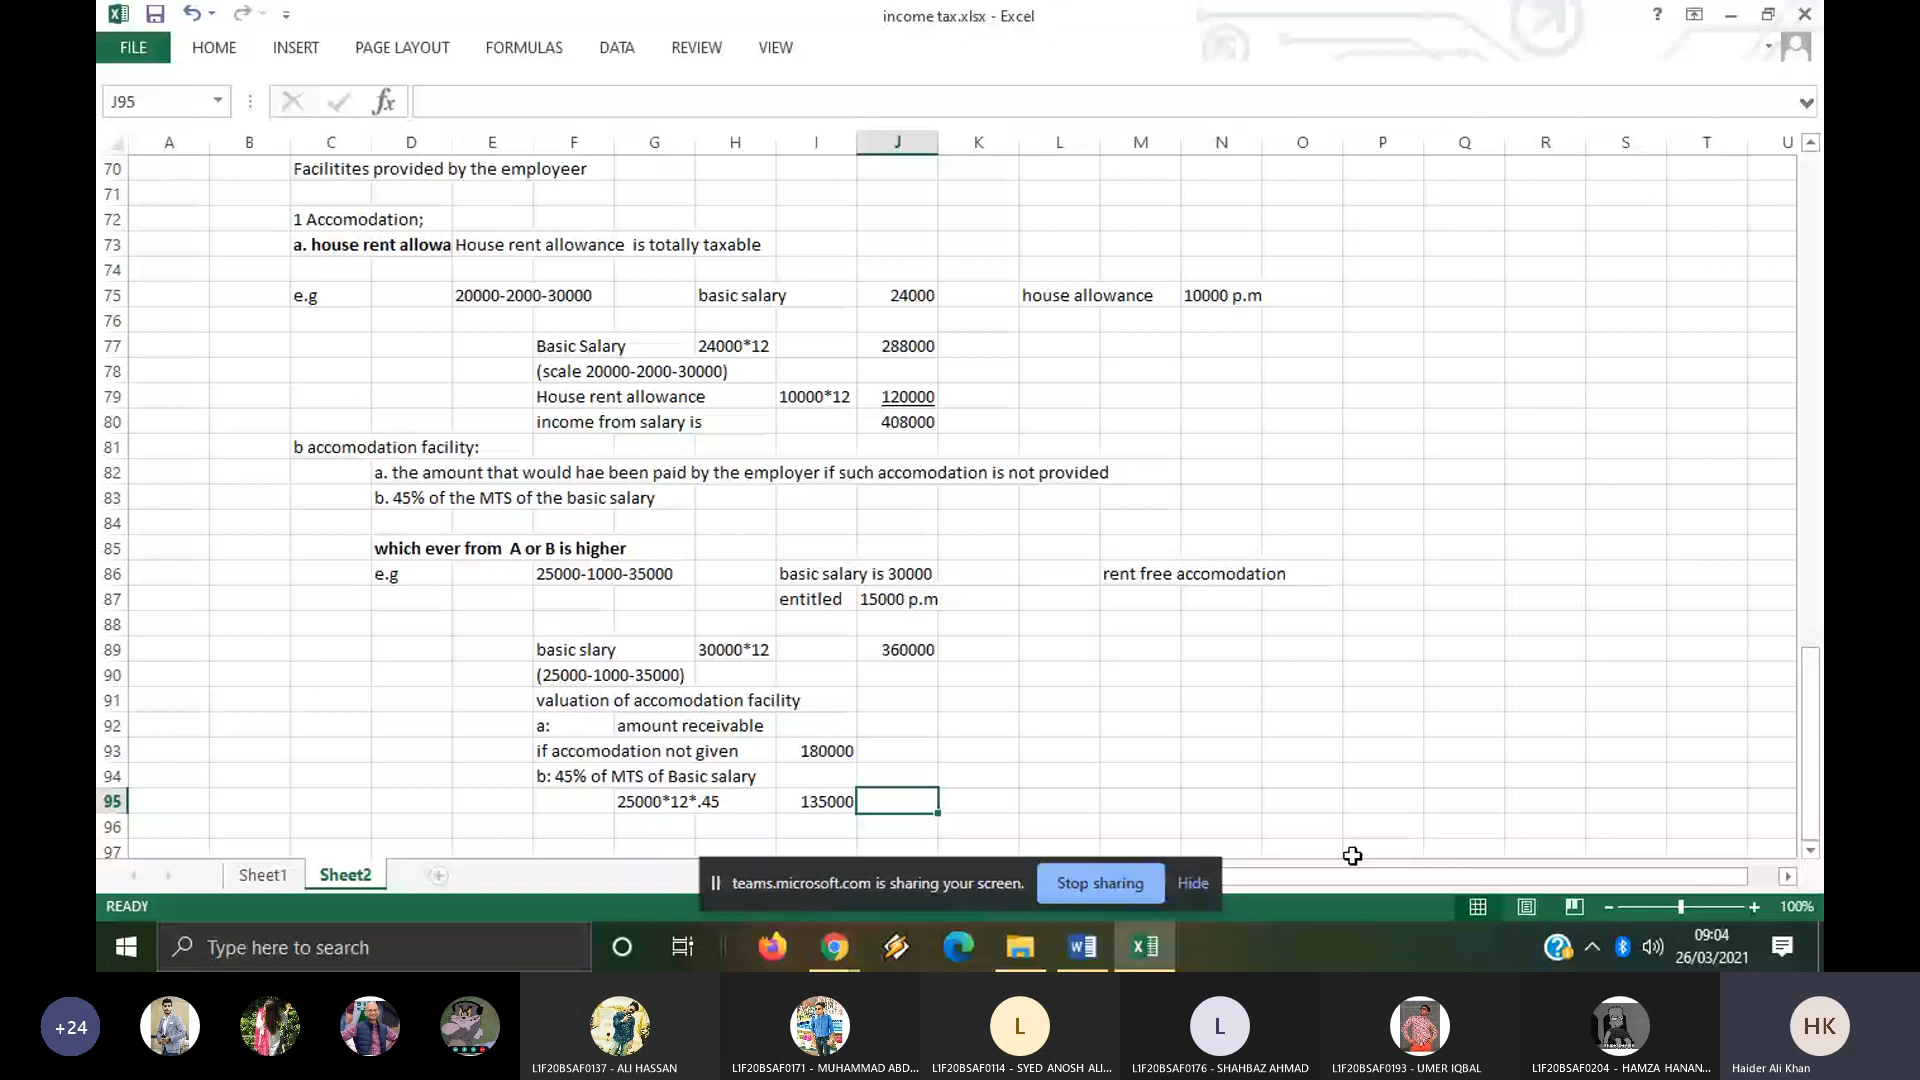 income tax.xlsx - Excel
?
FILE HOME INSERT PAGE LAYOUT FORMULAS DATA REVIEW VIEW
J95 fx
A B C D E F G H I J K L M N O P Q R S T U
70 Facilitites provided by the employeer
71
72 1 Accomodation;
73 a. house rent allowa House rent allowance is totally taxable
74
75 e.g 20000-2000-30000 basic salary 24000 house allowance 10000 p.m
76
77 Basic Salary 24000*12 288000
78 (scale 20000-2000-30000)
79 House rent allowance 10000*12 120000
80 income from salary is 408000
81 b accomodation facility:
82 a. the amount that would hae been paid by the employer if such accomodation is not provided
83 b. 45% of the MTS of the basic salary
84
85 which ever from A or B is higher
86 e.g 25000-1000-35000 basic salary is 30000 rent free accomodation
87 entitled 15000 p.m
88
89 basic slary 30000*12 360000
90 (25000-1000-35000)
91 valuation of accomodation facility
92 a: amount receivable
93 if accomodation not given 180000
94 b: 45% of MTS of Basic salary
95 25000*12*.45 135000
96
97
Sheet1 Sheet2
teams.microsoft.com is sharing your screen. Stop sharing Hide
READY 100%
Type here to search
09:04
26/03/2021
+24 L L HK
L1F20BSAF0137 - ALI HASSAN L1F20BSAF0171 - MUHAMMAD ABD... L1F20BSAF0114 - SYED ANOSH ALI... L1F20BSAF0176 - SHAHBAZ AHMAD L1F20BSAF0193 - UMER IQBAL L1F20BSAF0204 - HAMZA HANAN... Haider Ali Khan